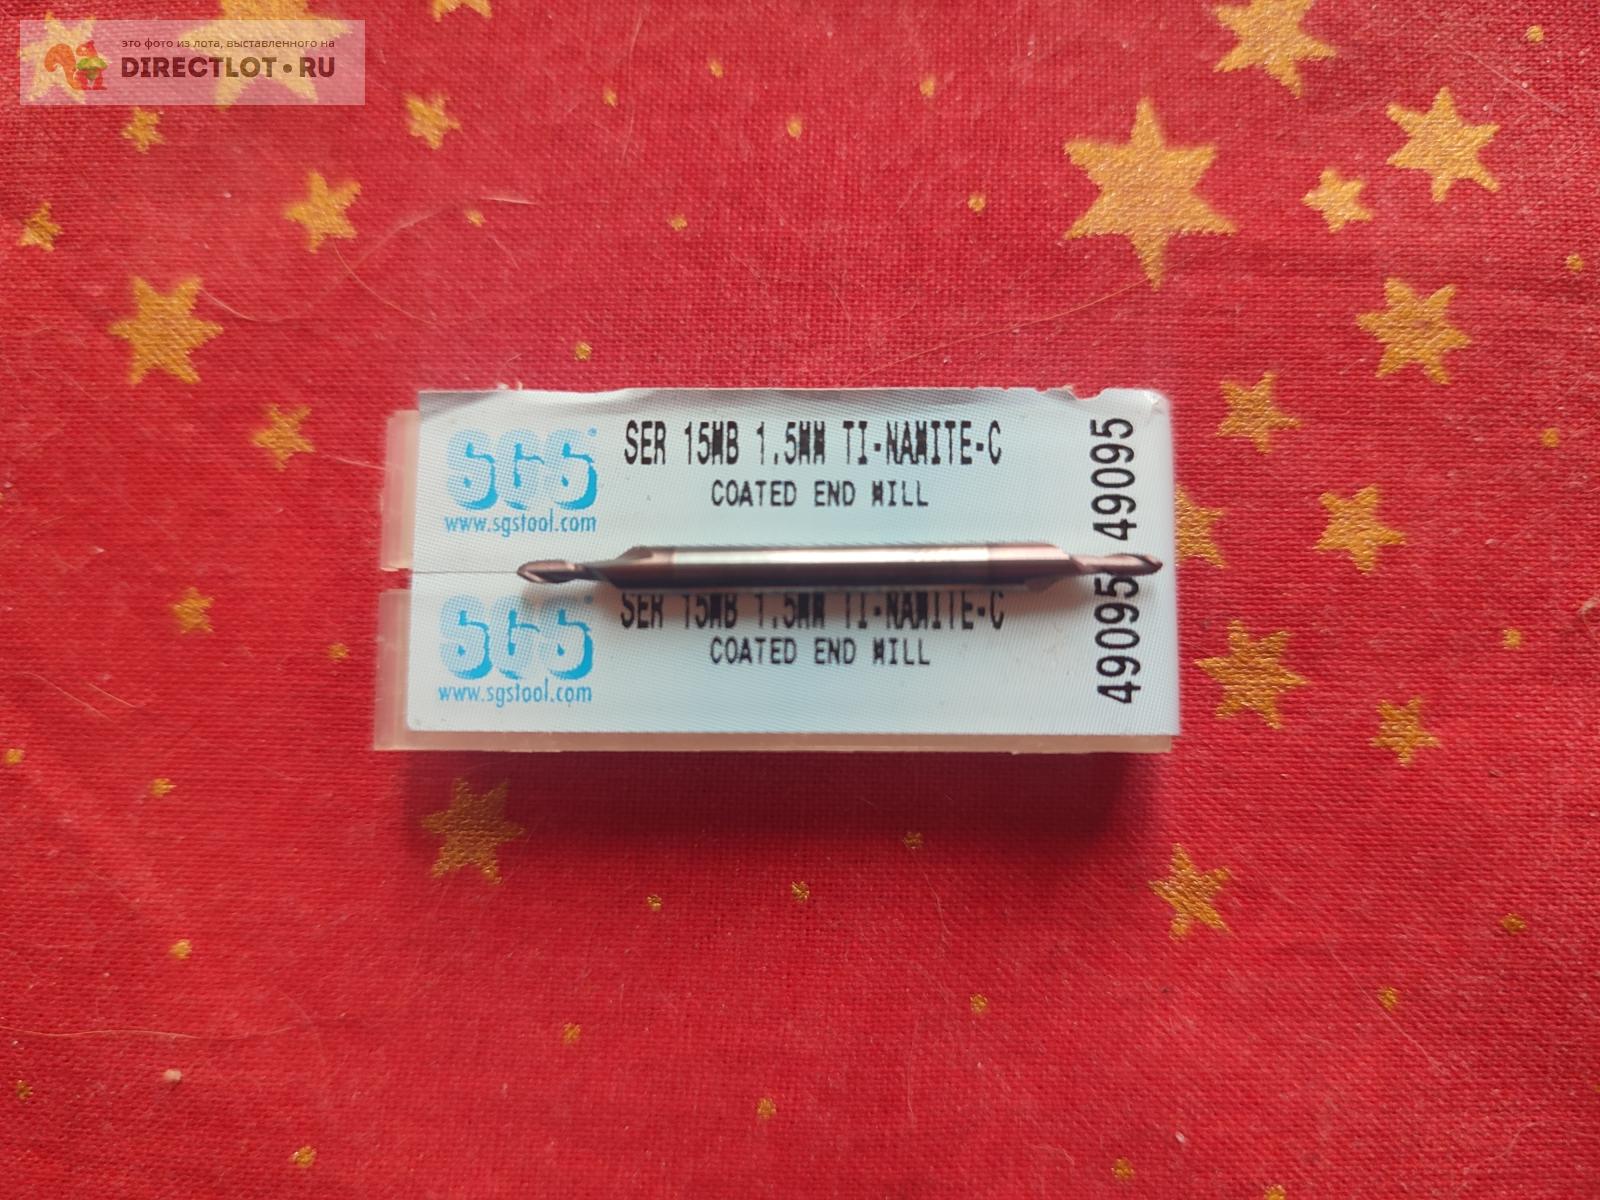 это фото из лота, выставленного на
DIRECTLOT.RU
SGS
www.sgstool.com
SER 15MB 1.5MM TI-NAMITE-C
COATED END MILL
49095
SGS
www.sgstool.com
SER 15MB 1.5MM TI-NAMITE-C
COATED END MILL
49095